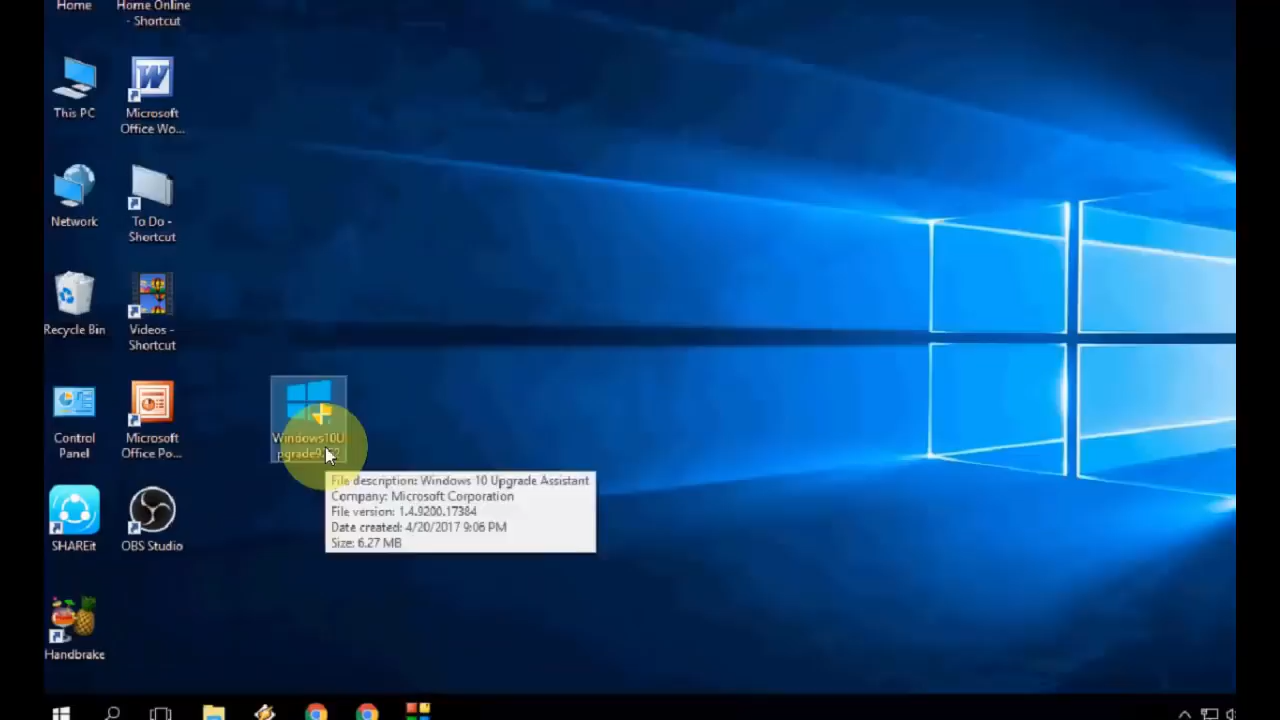 Home
Home Online
- Shortcut
This PC
Microsoft
Office Wo...
Network
To Do -
Shortcut
Recycle Bin
Videos -
Shortcut
Control
Panel
Microsoft
Office Po...
Windows10U
SHAREit
OBS Studio
Handbrake
File description: Windows 10 Upgrade Assistant
Company: Microsoft Corporation
File version: 1.4.9200.17384
Date created: 4/20/2017 9:06 PM
Size: 6.27 MB